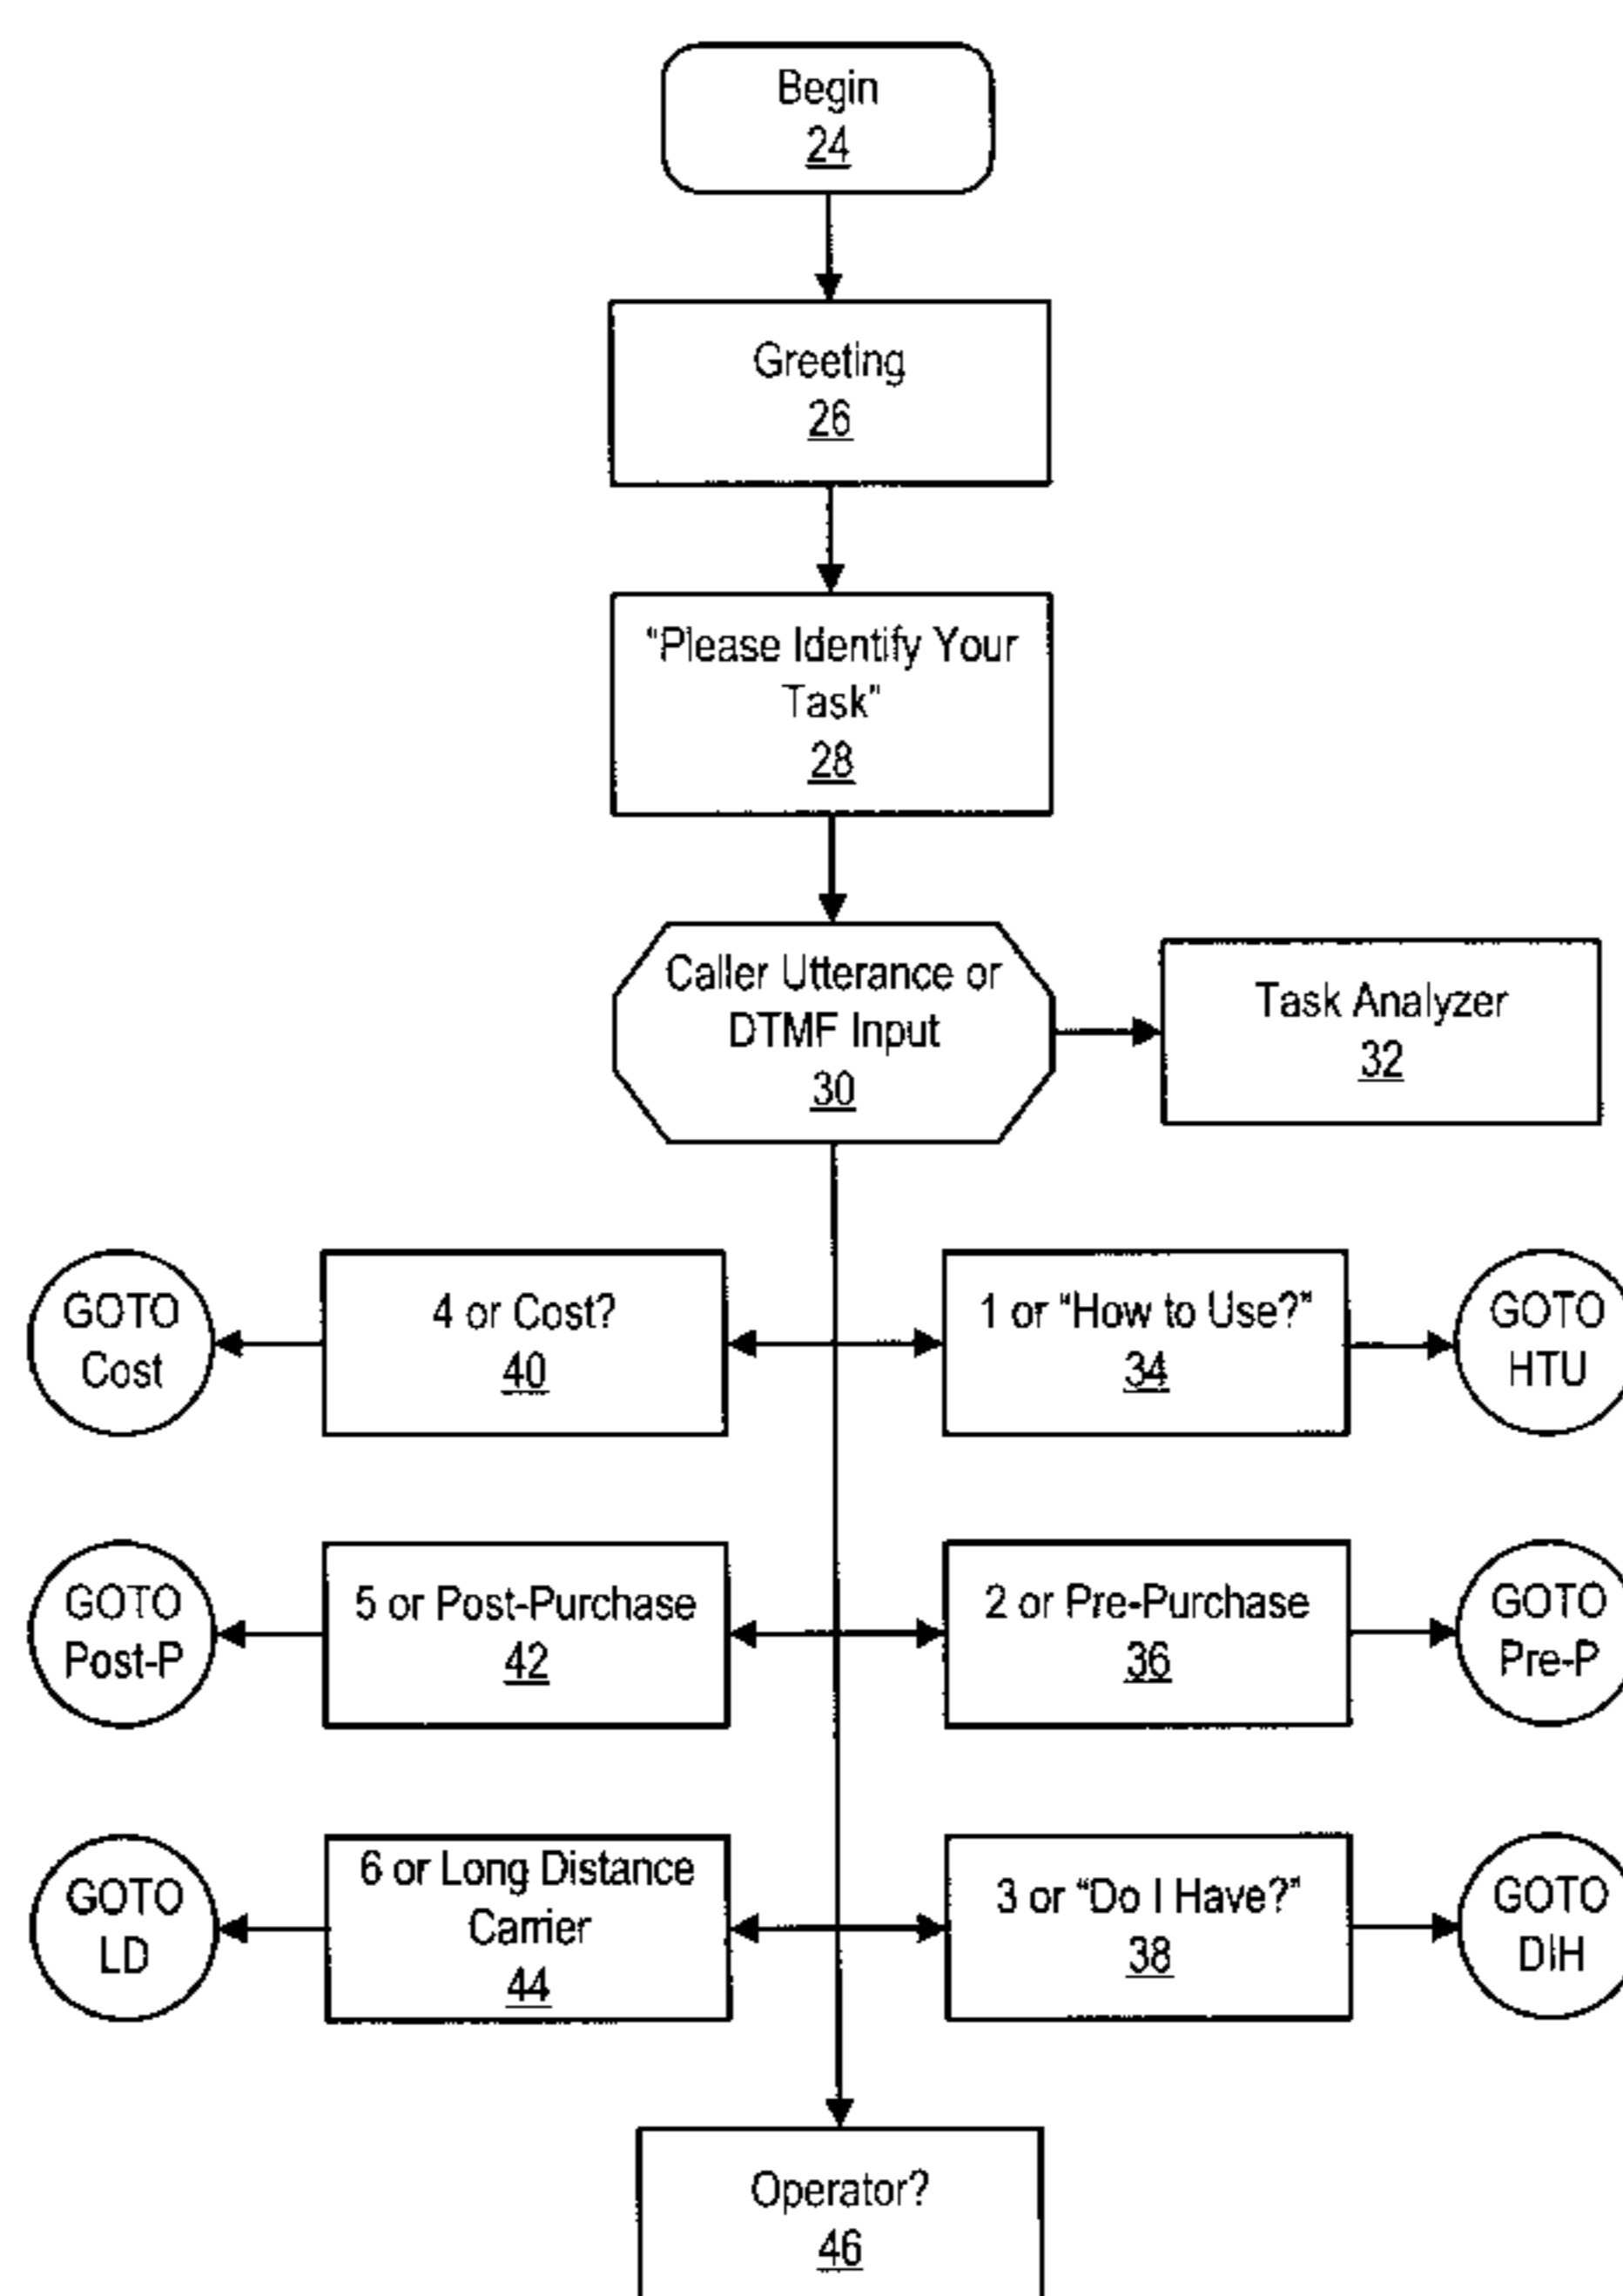 Begin
24
Greeting
26
"Please Identify Your
Task"
28
Caller Utterance or
DTMF Input
30
Task Analyzer
32
GOTO
Cost
4 or Cost?
40
1 or "How to Use?"
34
GOTO
HTU
GOTO
Post-P
5 or Post-Purchase
42
2 or Pre-Purchase
36
GOTO
Pre-P
GOTO
LD
6 or Long Distance
Carrier
44
3 or "Do I Have?"
38
GOTO
DIH
Operator?
46